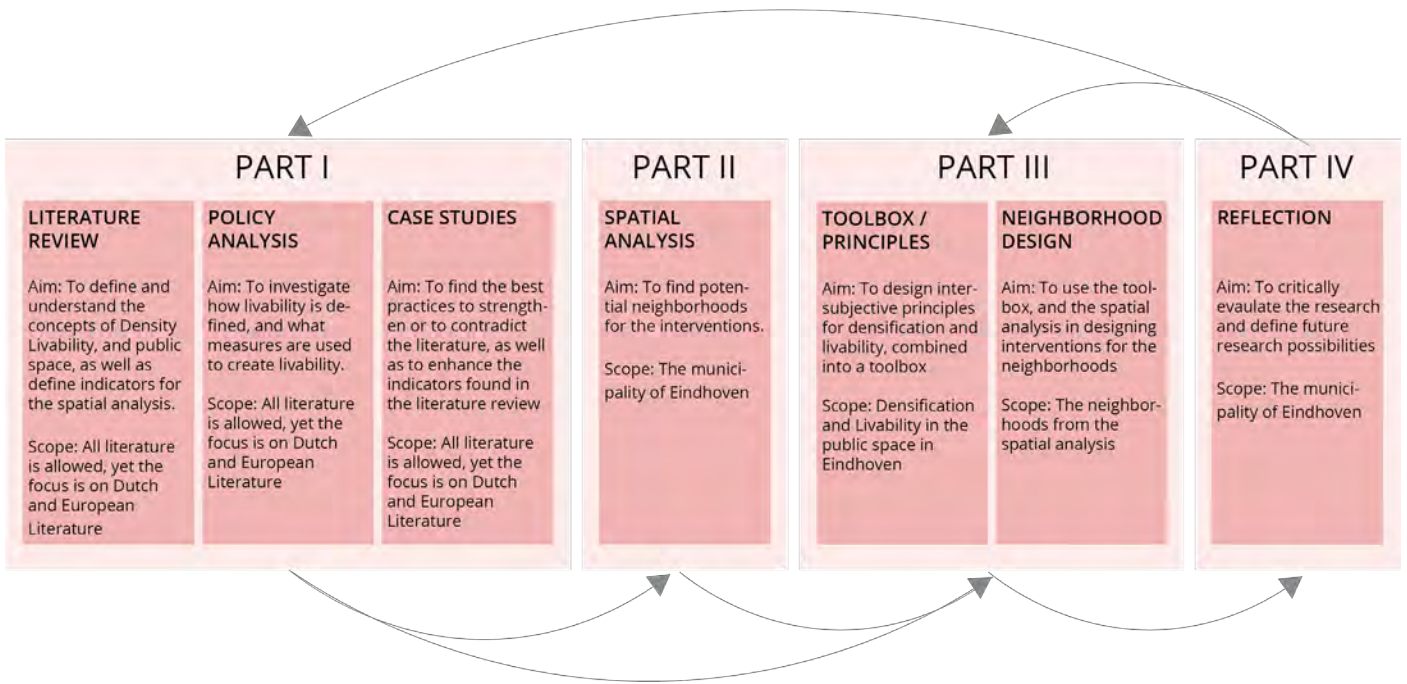 PART I
LITERATURE
REVIEW
Aim: To define and
understand the
concepts of Density
Livability, and public
space, as well as
define indicators for
the spatial analysis.
Scope: All literature
is allowed, yet the
focus is on Dutch
and European
Literature
POLICY
ANALYSIS
Aim: To investigate
how livability is de-
fined, and what
measures are used
to create livability.
Scope: All literature
is allowed, yet the
focus is on Dutch
and European
Literature
CASE STUDIES
Aim: To find the best
practices to strength-
en or to contradict
the literature, as well
as to enhance the
indicators found in
the literature review
Scope: All literature
is allowed, yet the
focus is on Dutch
and European
Literature
PART II
SPATIAL
ANALYSIS
Aim: To find poten-
tial neighborhoods
for the interventions.
Scope: The munici-
pality of Eindhoven
PART III
TOOLBOX /
PRINCIPLES
Aim: To design inter-
subjective principles
for densification and
livability, combined
into a toolbox
Scope: Densification
and Livability in the
public space in
Eindhoven
NEIGHBORHOOD
DESIGN
Aim: To use the tool-
box, and the spatial
analysis in designing
interventions for the
neighborhoods
Scope: The neighbor-
hoods from the
spatial analysis
PART IV
REFLECTION
Aim: To critically
evaulate the research
and define future
research possibilities
Scope: The munici-
pality of Eindhoven